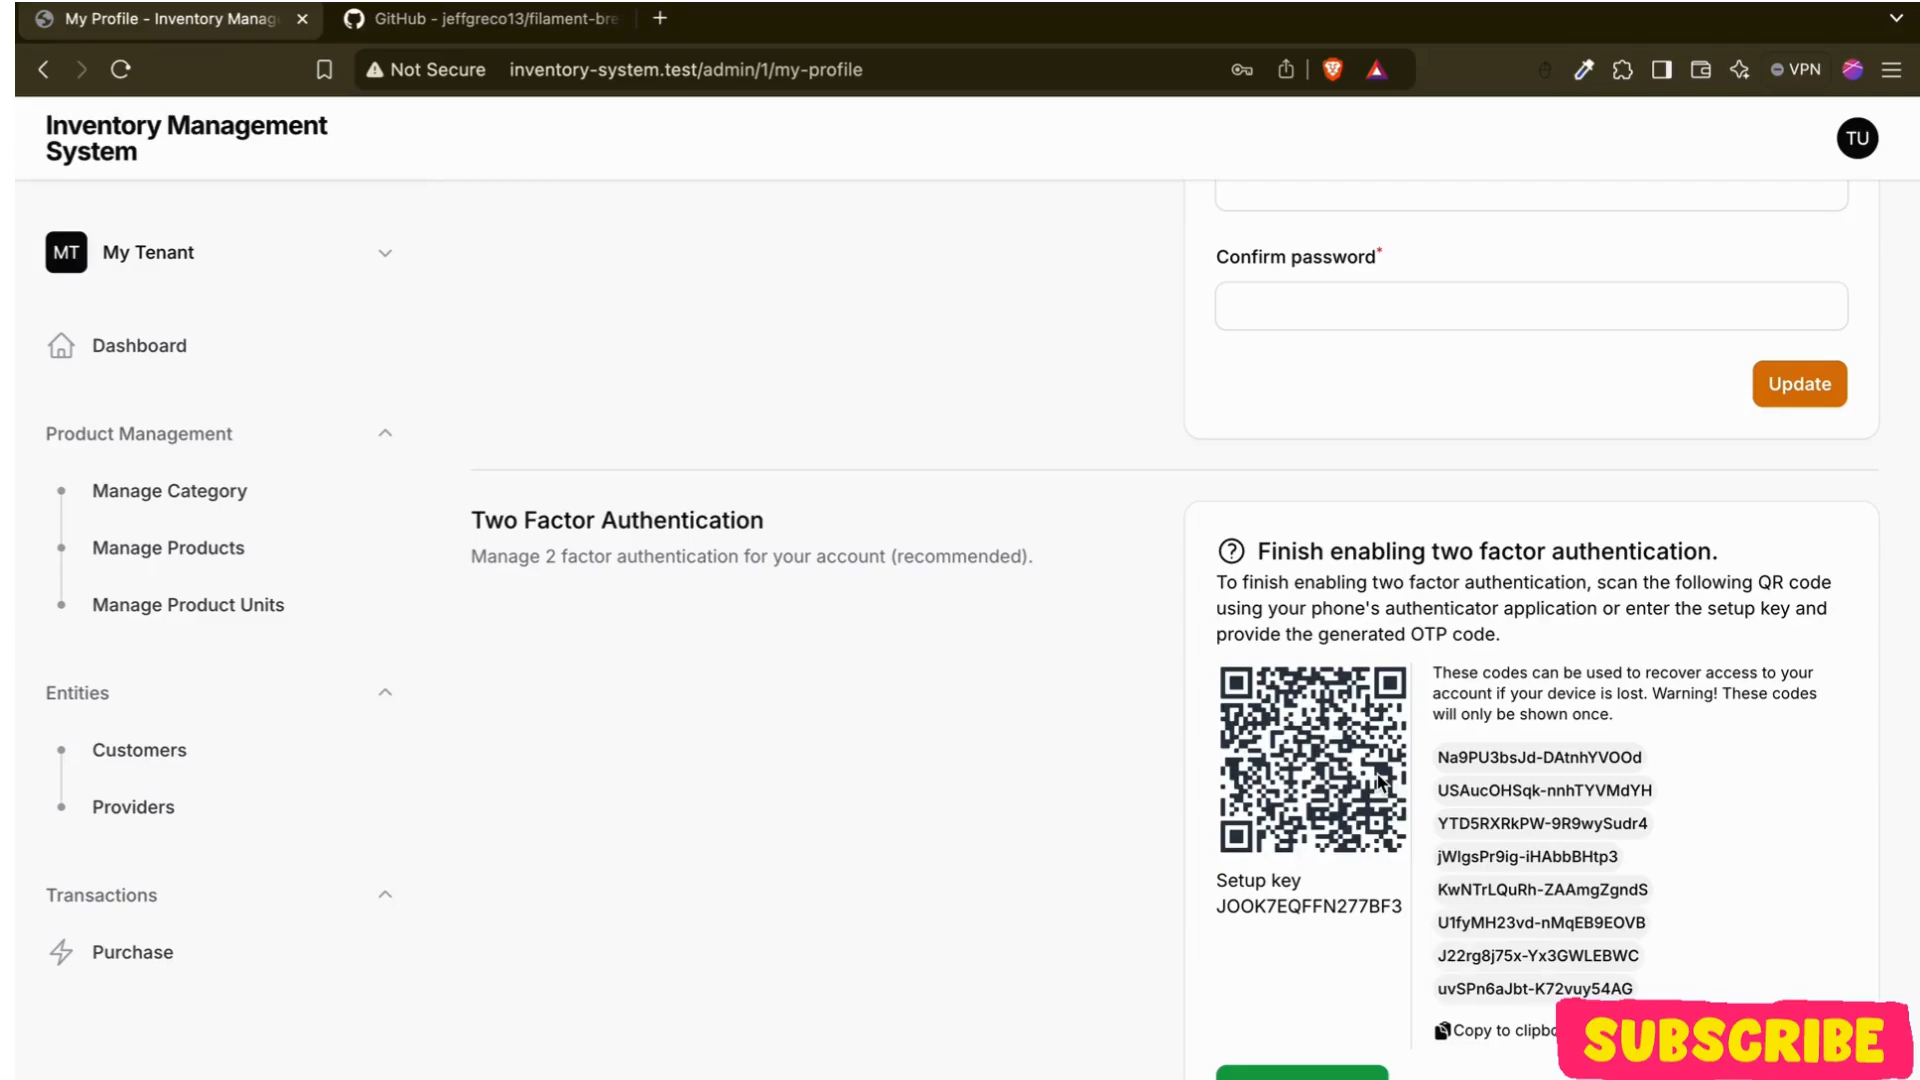 My Profile - Inventory Manag
GitHub - jeffgreco13/filament-bre
Not Secure
inventory-system.test/admin/1/my-profile
VPN
Inventory Management
System
TU
MT
My Tenant
Dashboard
Product Management
Manage Category
Manage Products
Manage Product Units
Entities
Customers
Providers
Transactions
Purchase
Confirm password*
Update
Two Factor Authentication
Manage 2 factor authentication for your account (recommended).
Finish enabling two factor authentication.
To finish enabling two factor authentication, scan the following QR code
using your phone's authenticator application or enter the setup key and
provide the generated OTP code.
Setup key
JOOK7EQFFN277BF3
These codes can be used to recover access to your
account if your device is lost. Warning! These codes
will only be shown once.
Na9PU3bsJd-DAtnhYVOOd
USAucOHSqk-nnhTYVMdYH
YTD5RXRkPW-9R9wySudr4
jWIgsPr9ig-iHAbbBHtp3
KwNTrLQuRh-ZAAmgZgndS
U1fyMH23vd-nMqEB9EOVB
J22rg8j75x-Yx3GWLEBWC
uvSPn6aJbt-K72vuy54AG
Copy to clipbo
SUBSCRIBE